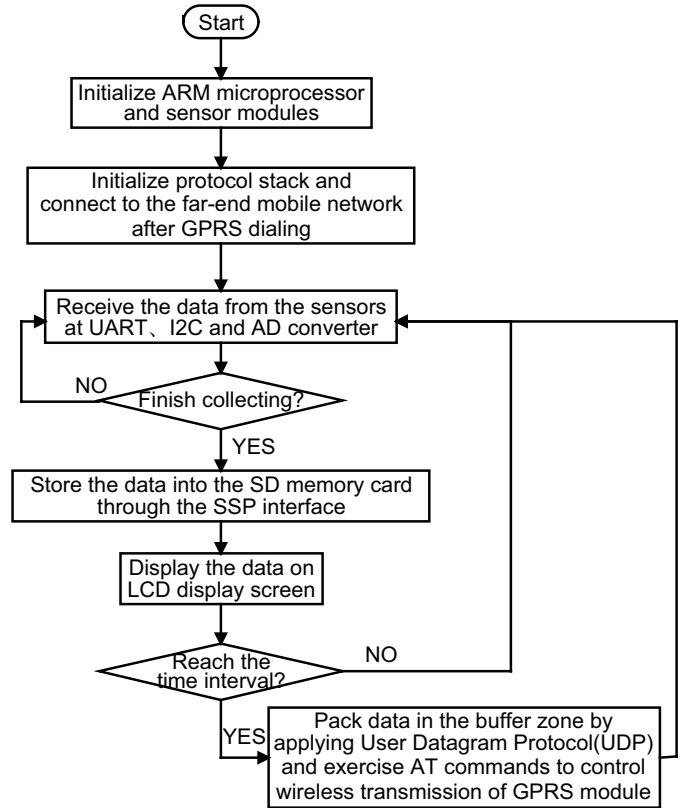 Start
Initialize ARM microprocessor
and sensor modules
Initialize protocol stack and
connect to the far-end mobile network
after GPRS dialing
Receive the data from the sensors
at UART、I2C and AD converter
NO
Finish collecting?
YES
Store the data into the SD memory card
through the SSP interface
Display the data on
LCD display screen
Reach the
time interval?
NO
YES
Pack data in the buffer zone by
applying User Datagram Protocol(UDP)
and exercise AT commands to control
wireless transmission of GPRS module